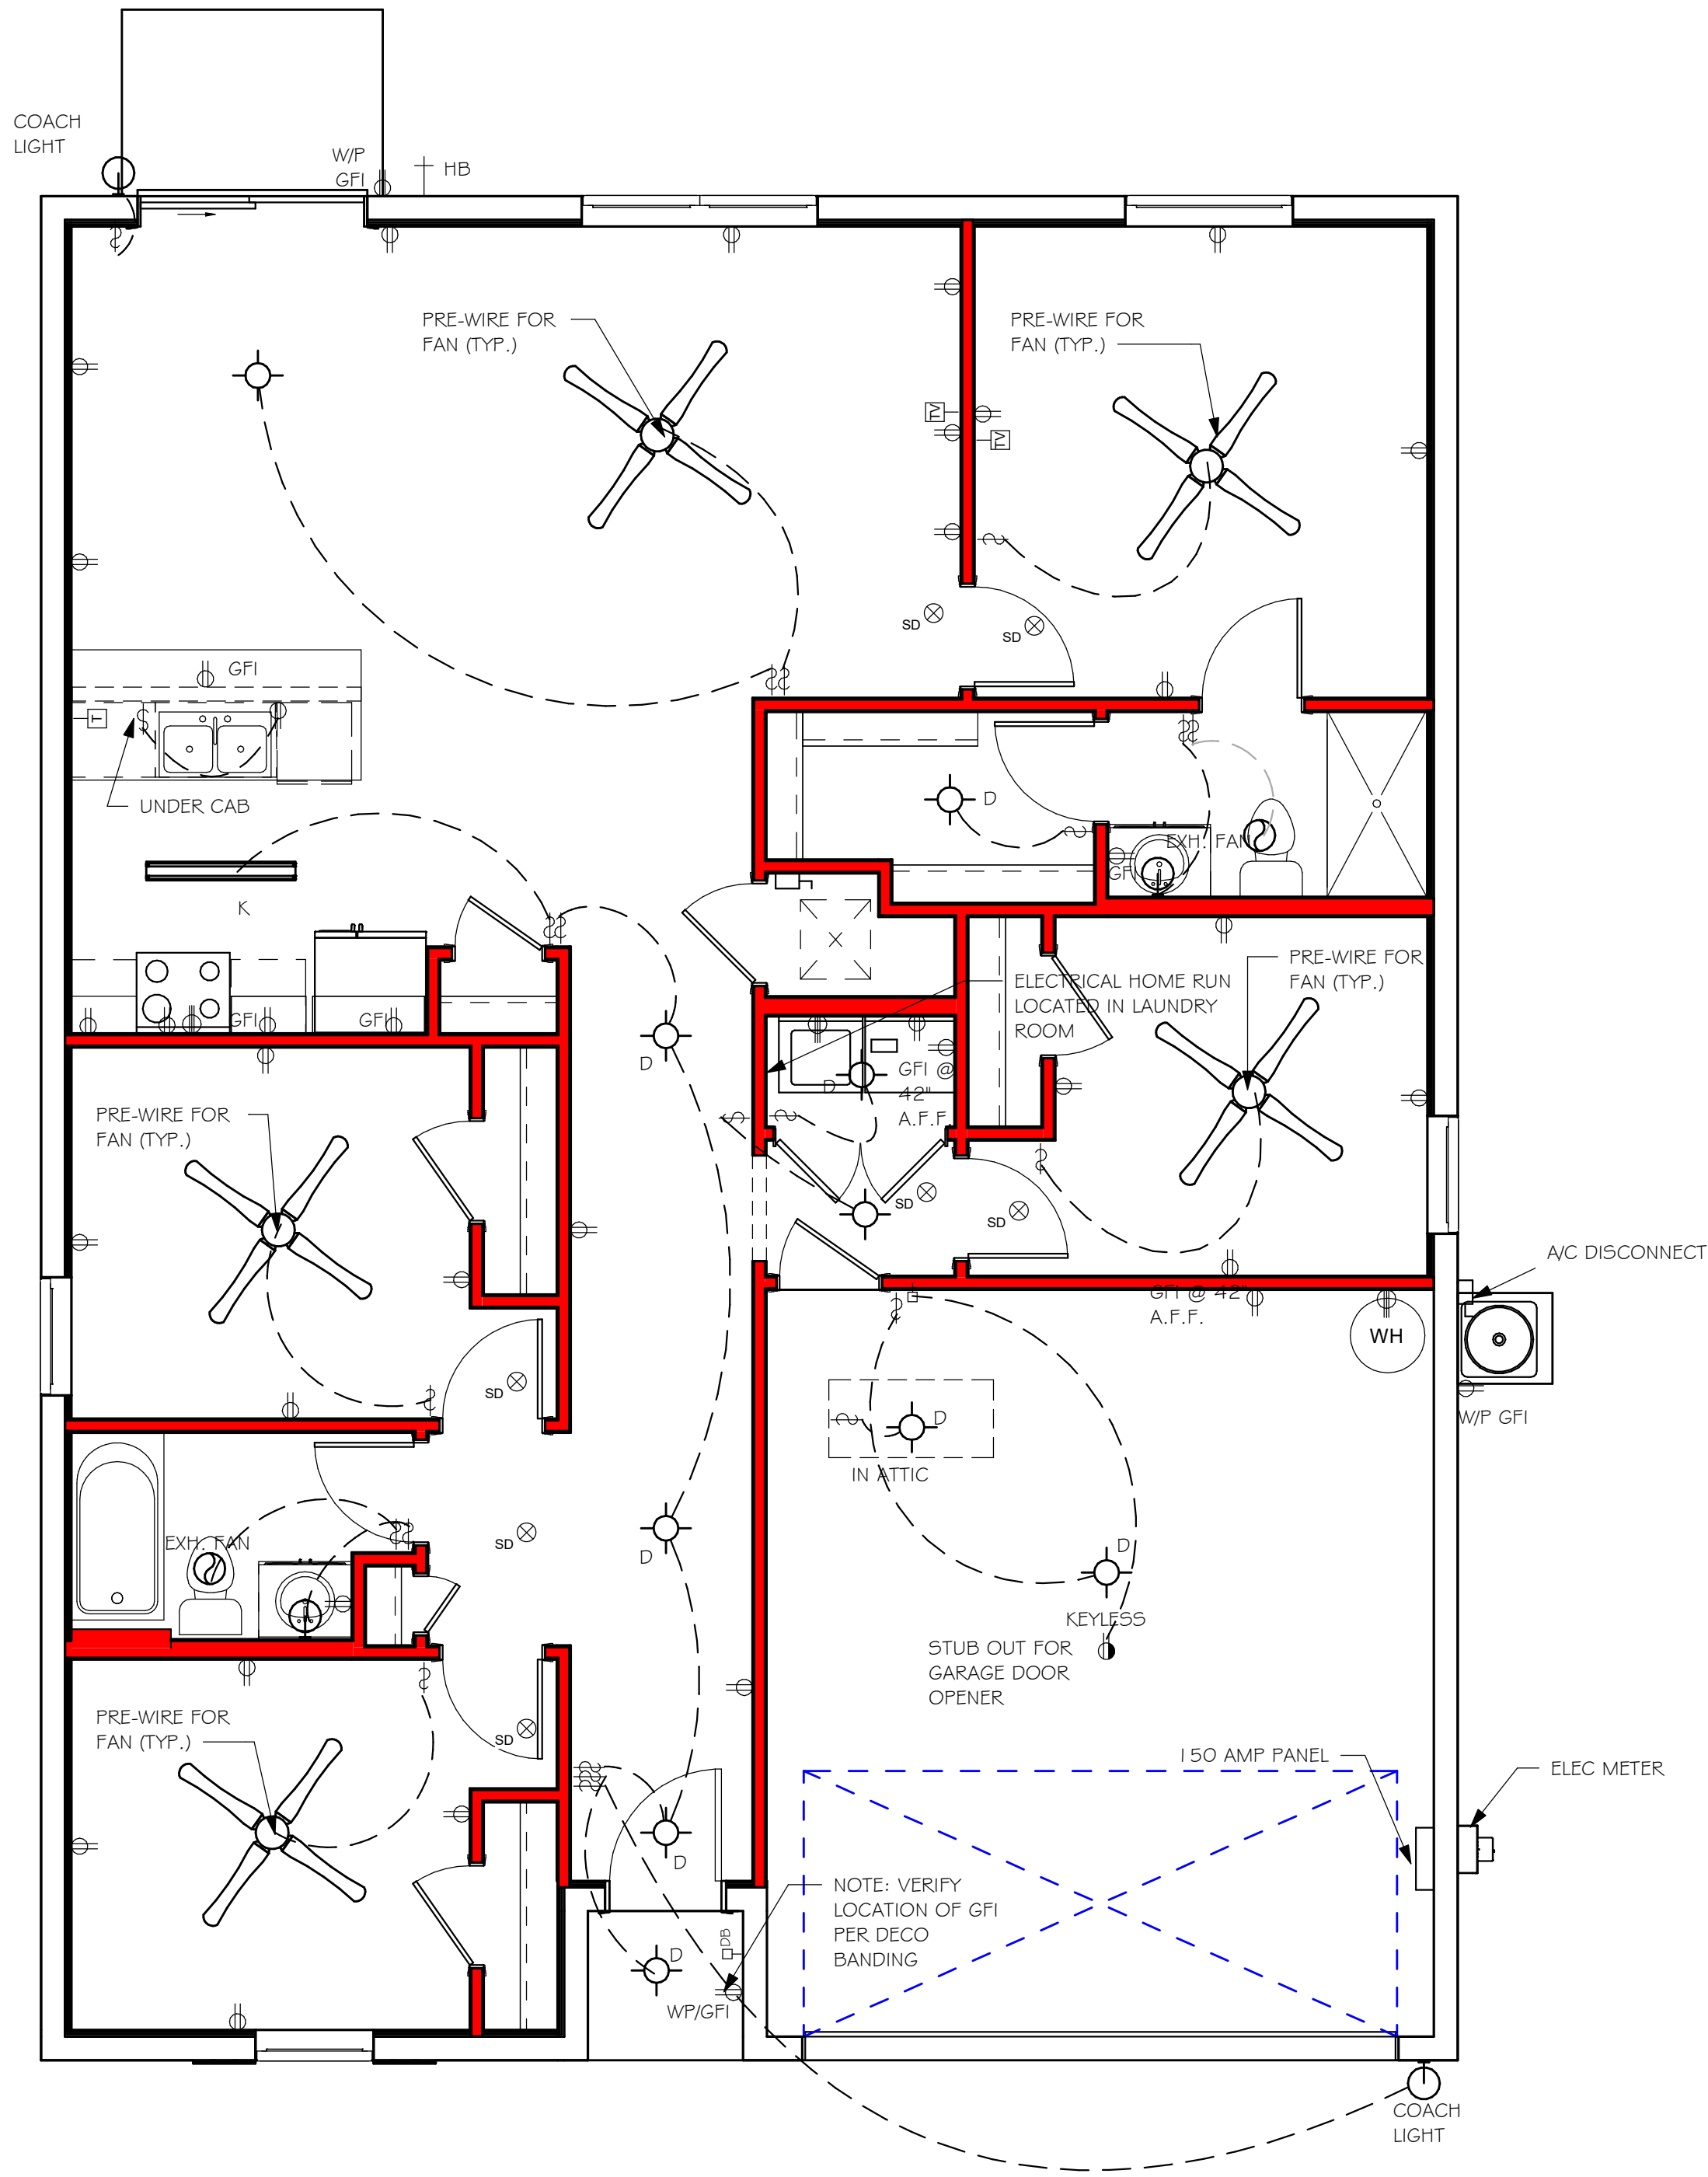 COACH
LIGHT
W/P
GFI
HB
PRE-WIRE FOR
FAN (TYP.)
PRE-WIRE FOR
FAN (TYP.)
TV
TV
SD
SD
GFI
T
UNDER CAB
D
EXH. FAN
GFI
K
PRE-WIRE FOR
FAN (TYP.)
ELECTRICAL HOME RUN
LOCATED IN LAUNDRY
ROOM
GFI
GFI
D
D
GFI @
42"
A.F.F.
PRE-WIRE FOR
FAN (TYP.)
SD
SD
A/C DISCONNECT
GFI @ 42"
A.F.F.
WH
SD
W/P GFI
D
IN ATTIC
EXH. FAN
SD
D
D
KEYLESS
STUB OUT FOR
GARAGE DOOR
OPENER
PRE-WIRE FOR
FAN (TYP.)
SD
150 AMP PANEL
ELEC METER
D
NOTE: VERIFY
LOCATION OF GFI
PER DECO
BANDING
DB
D
WP/GFI
COACH
LIGHT